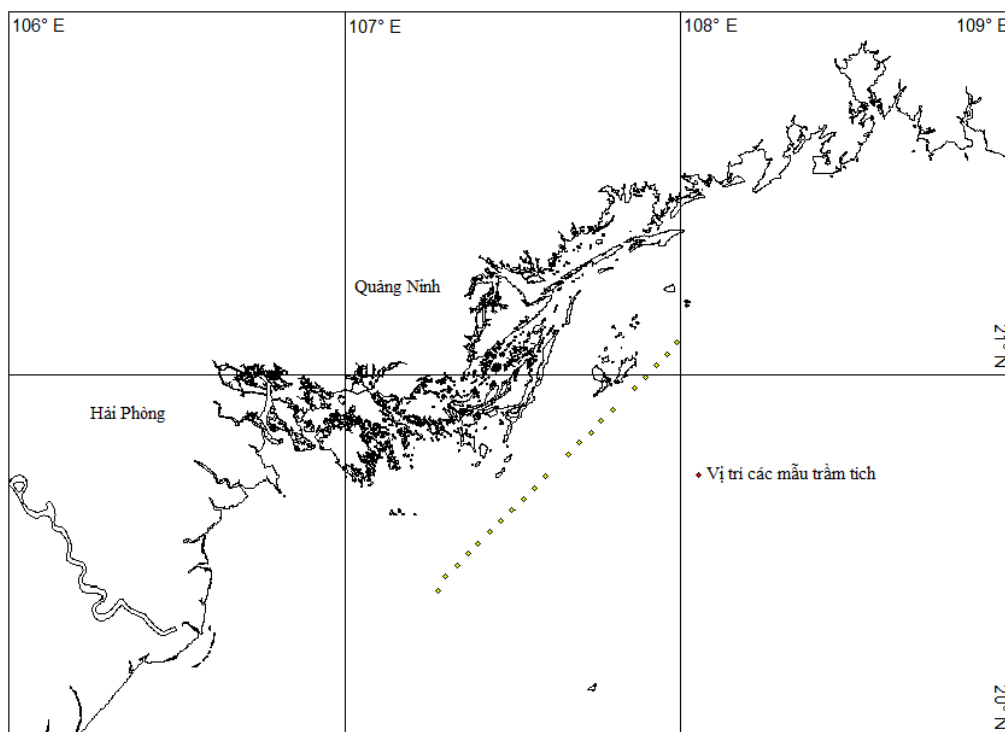 106° E
107° E
108° E
109° E
Quảng Ninh
21° N
Hải Phòng
Vị trí các mẫu trầm tích
20° N